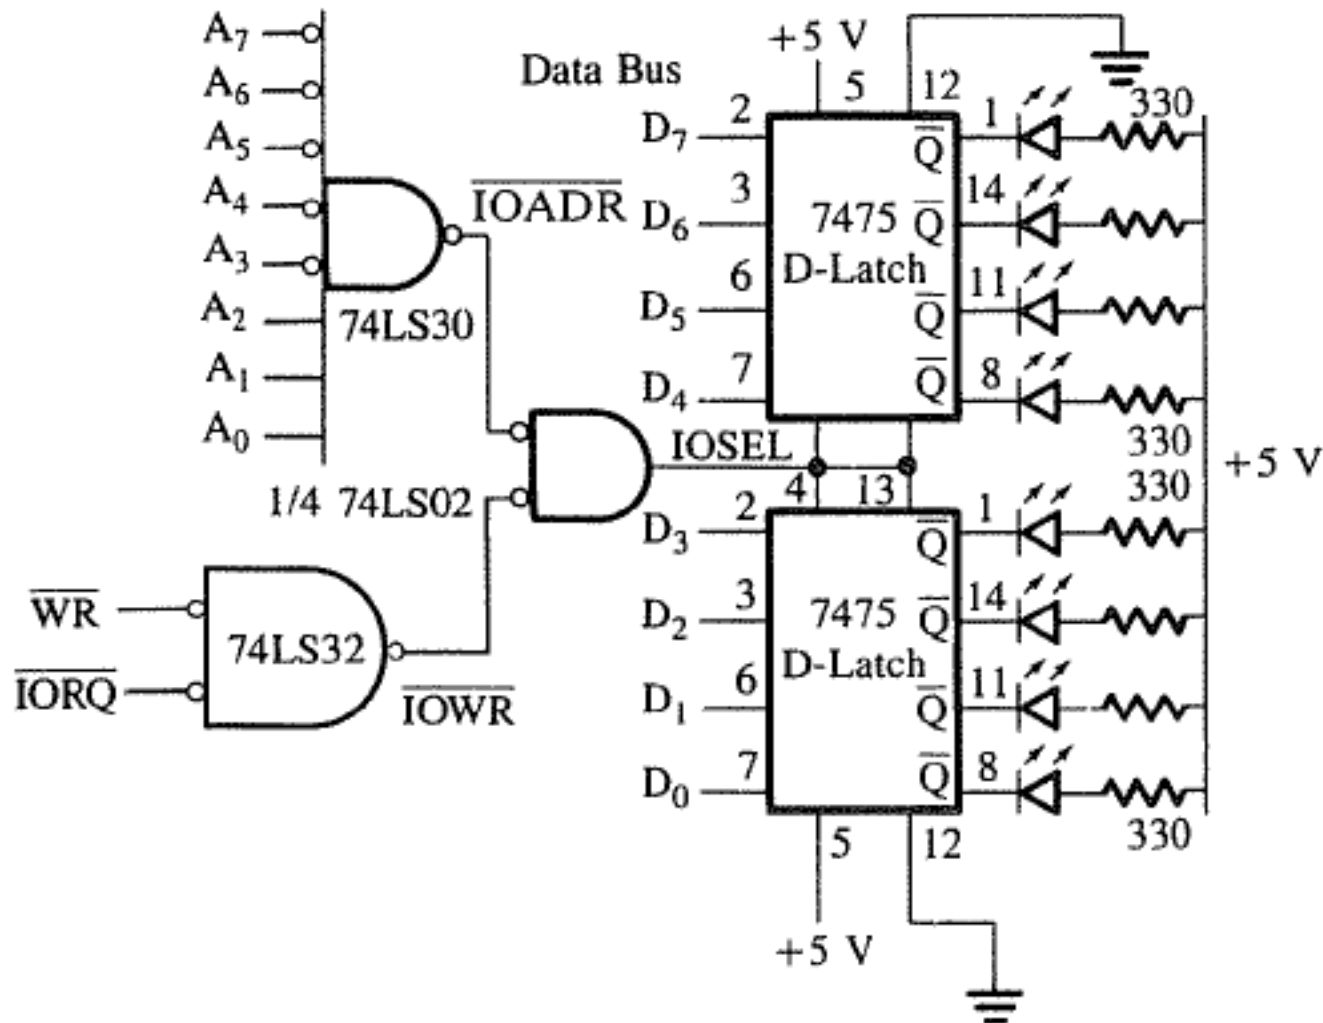 A7
A6
A5
A4
A3
A2
A1
A0
74LS30
IOADR
1/4 74LS02
WR
IORQ
74LS32
IOWR
IOSEL
Data Bus
+5 V
5
12
D7 2
D6 3
D5 6
D4 7
7475
D-Latch
Q 1
Q 14
Q 11
Q 8
330
330
4
13
D3 2
D2 3
D1 6
D0 7
7475
D-Latch
Q 1
Q 14
Q 11
Q 8
330
330
+5 V
5
12
+5 V